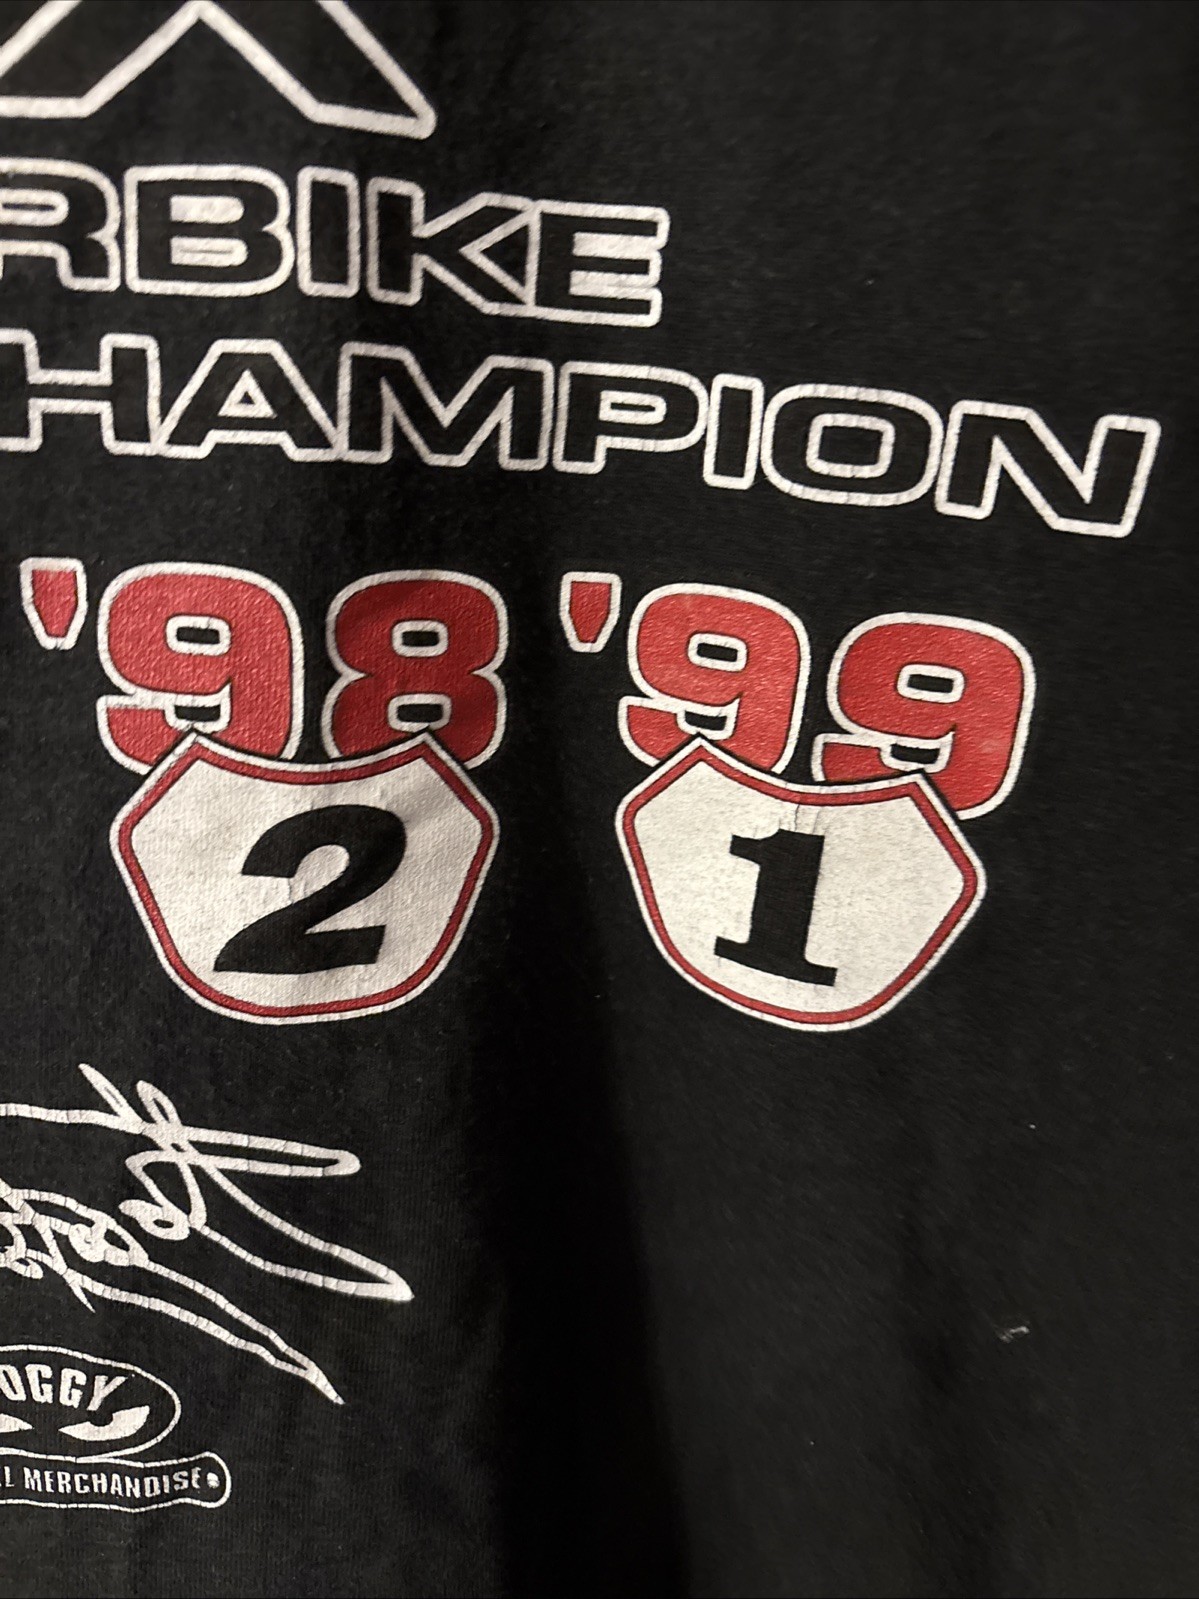 RBIKE
HAMPION
'98 '99
2 1
OGGY
L MERCHANDISE